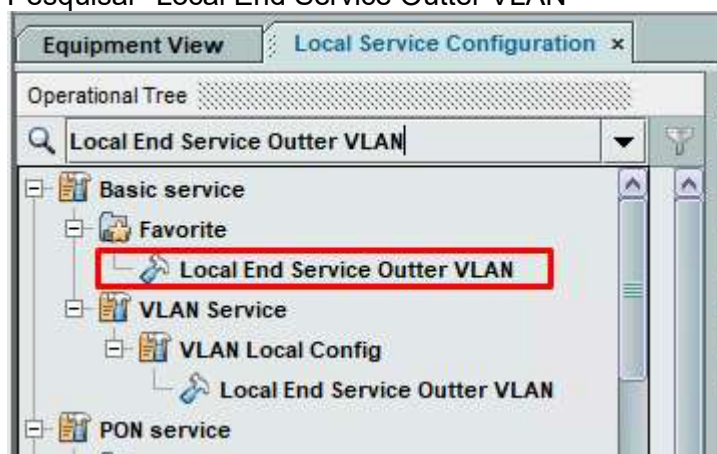 Pesquisar "Local End Service Outter VLAN"
Equipment View Local Service Configuration ×
Operational Tree
Local End Service Outter VLAN
Basic service
Favorite
Local End Service Outter VLAN
VLAN Service
VLAN Local Config
Local End Service Outter VLAN
PON service